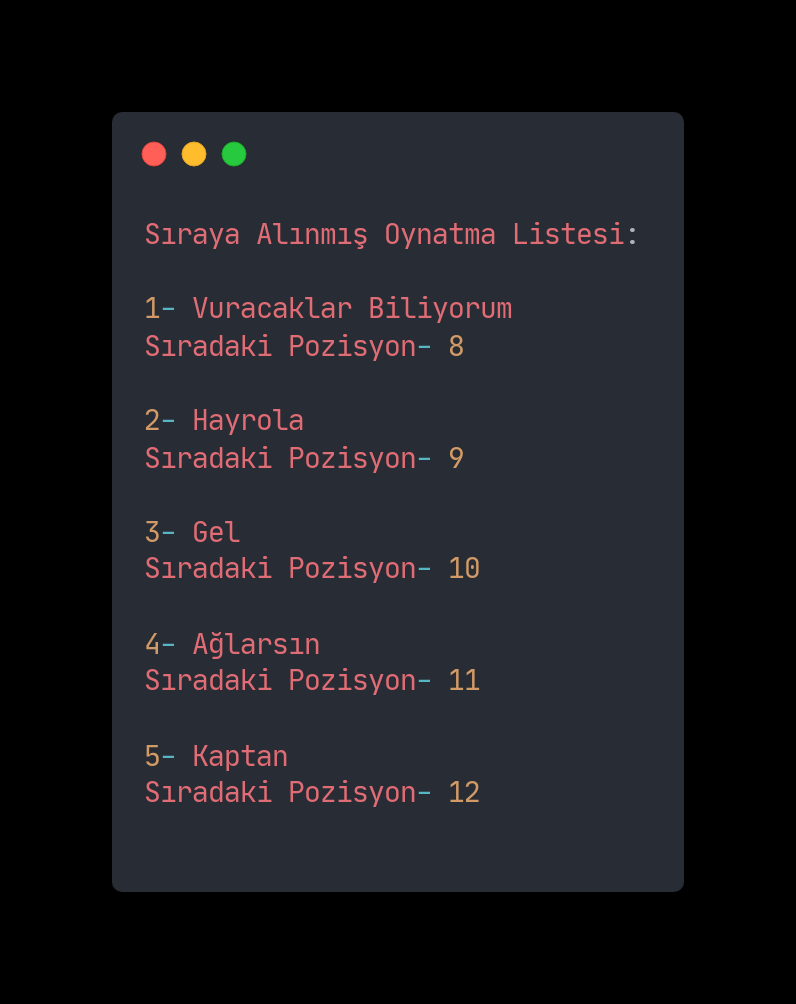 Sıraya Alınmış Oynatma Listesi:
1- Vuracaklar Biliyorum
Sıradaki Pozisyon- 8
2- Hayrola
Sıradaki Pozisyon- 9
3- Gel
Sıradaki Pozisyon- 10
4- Ağlarsın
Sıradaki Pozisyon- 11
5- Kaptan
Sıradaki Pozisyon- 12